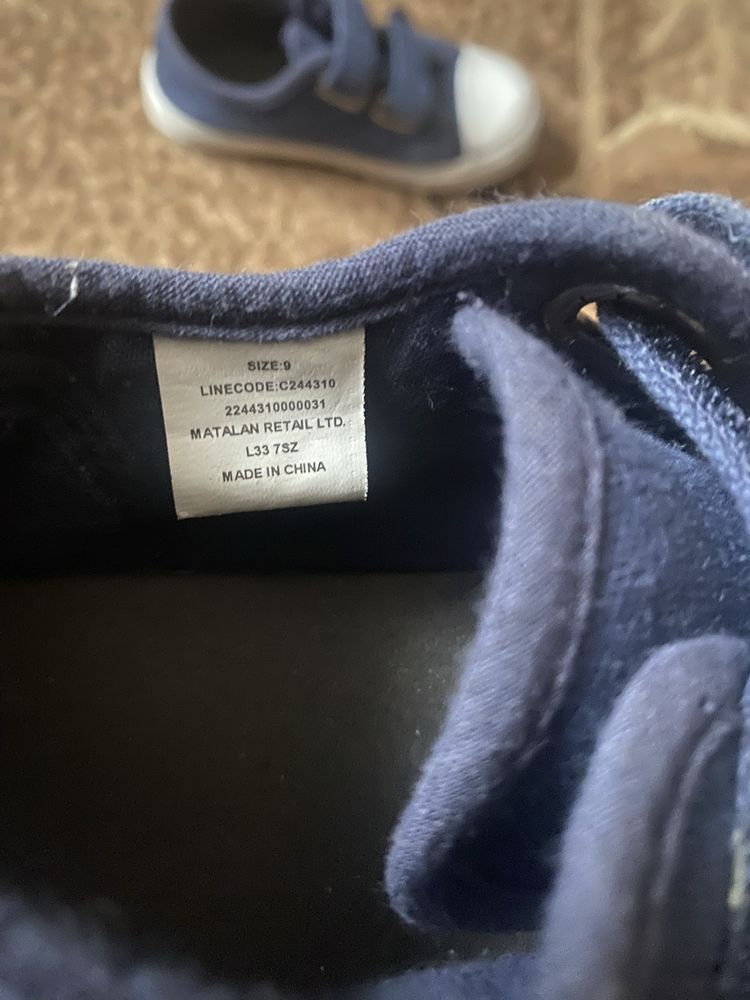 SIZE:9
LINECODE:C244310
2244310000031
MATALAN RETAIL LTD.
L33 7SZ
MADE IN CHINA